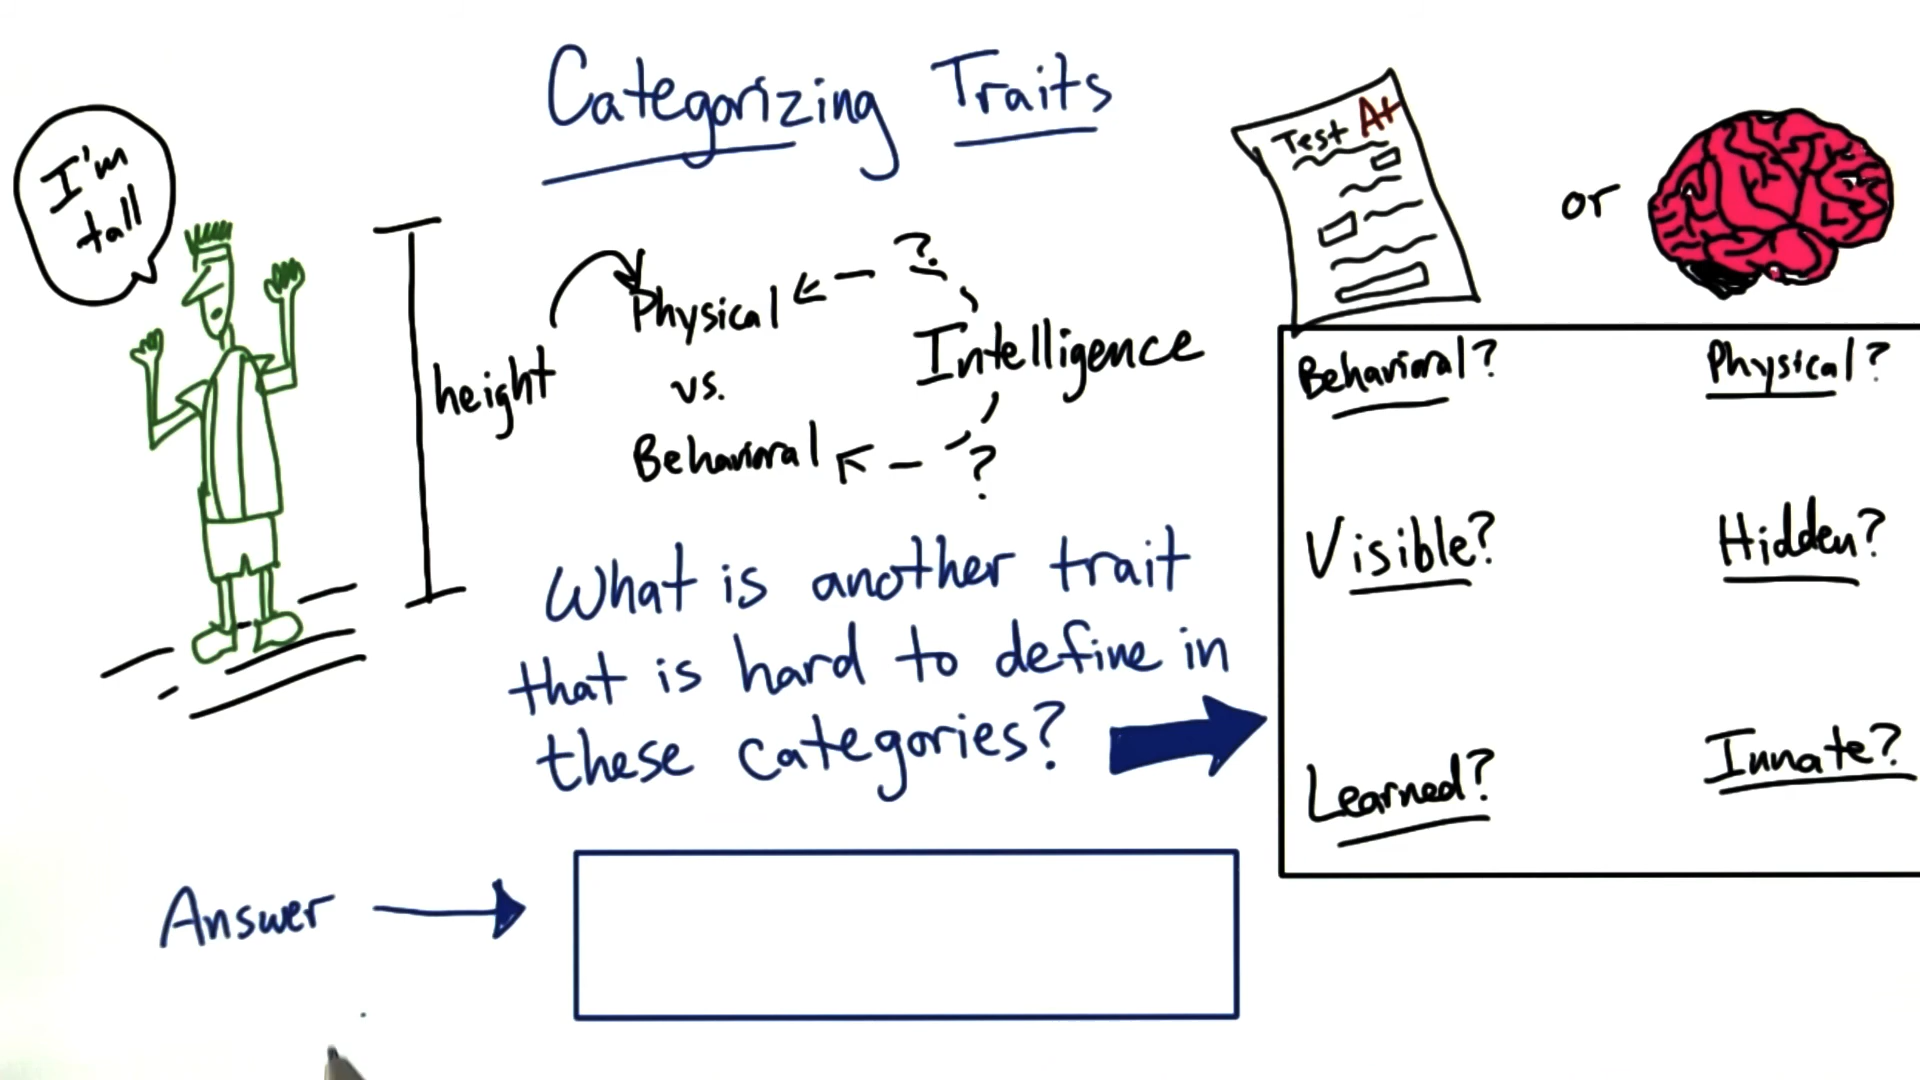 Categorizing Traits
I'm
tall
height
Physical
vs.
Behavioral
?
Intelligence
?
Test A+
or
Behavioral? Physical?
Visible? Hidden?
Learned? Innate?
What is another trait
that is hard to define in
these categories?
Answer